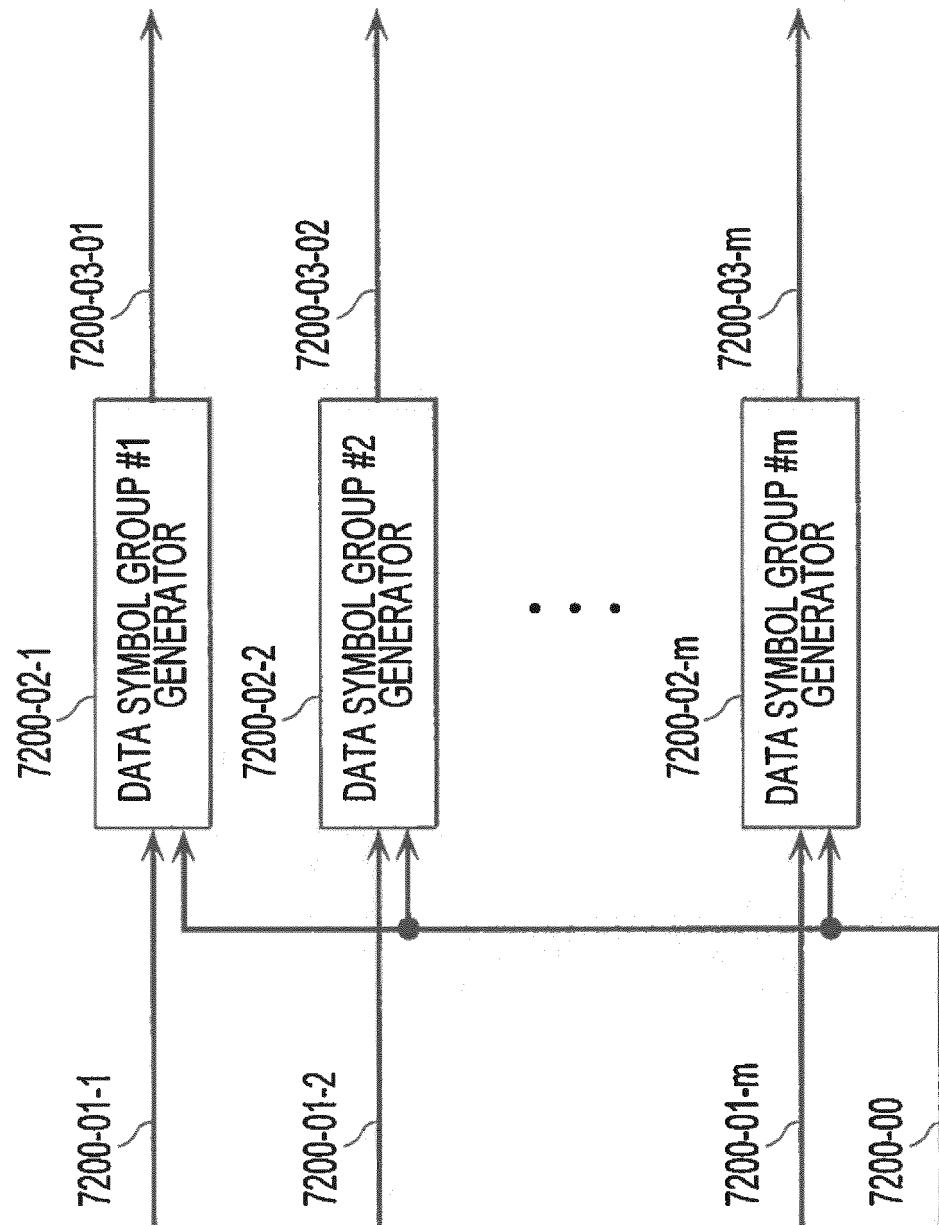 7200-01-1
7200-02-1
DATA SYMBOL GROUP #1
GENERATOR
7200-03-01
7200-01-2
7200-02-2
DATA SYMBOL GROUP #2
GENERATOR
7200-03-02
7200-01-m
7200-02-m
DATA SYMBOL GROUP #m
GENERATOR
7200-03-m
7200-00